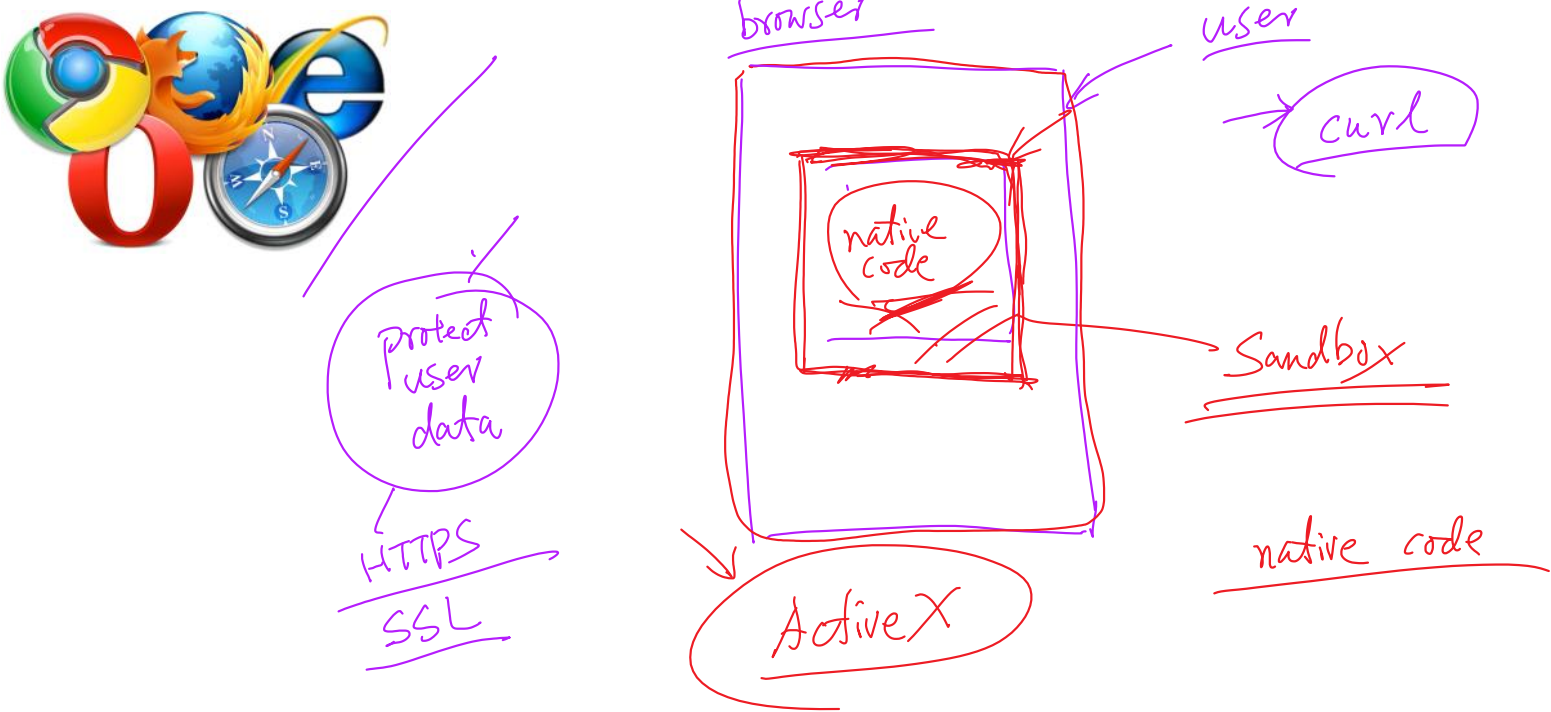 browser
user
curl
native
code
protect
user
data
Sandbox
HTTPS
SSL
native code
ActiveX
N
E
S
W